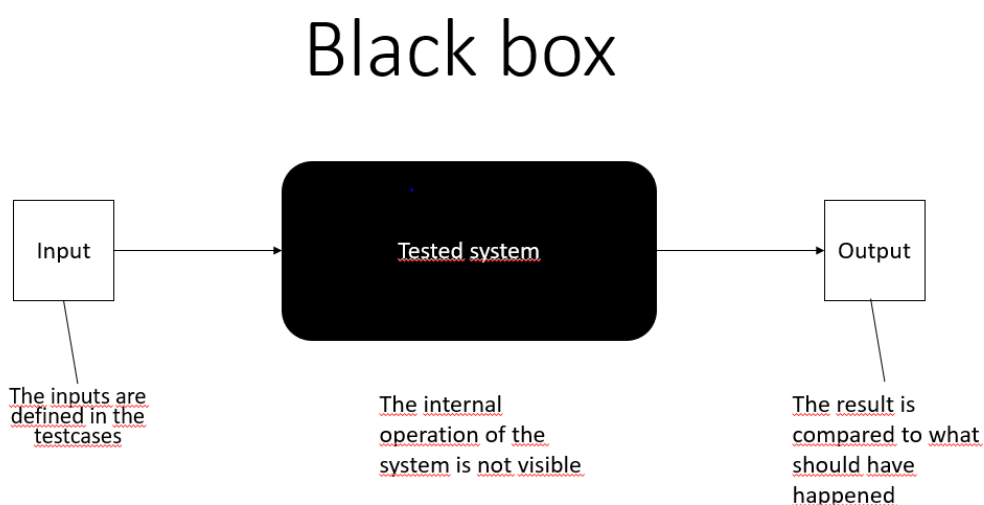 Black box
Input
Tested system
Output
The inputs are
defined in the
testcases
The internal
operation of the
system is not visible
The result is
compared to what
should have
happened